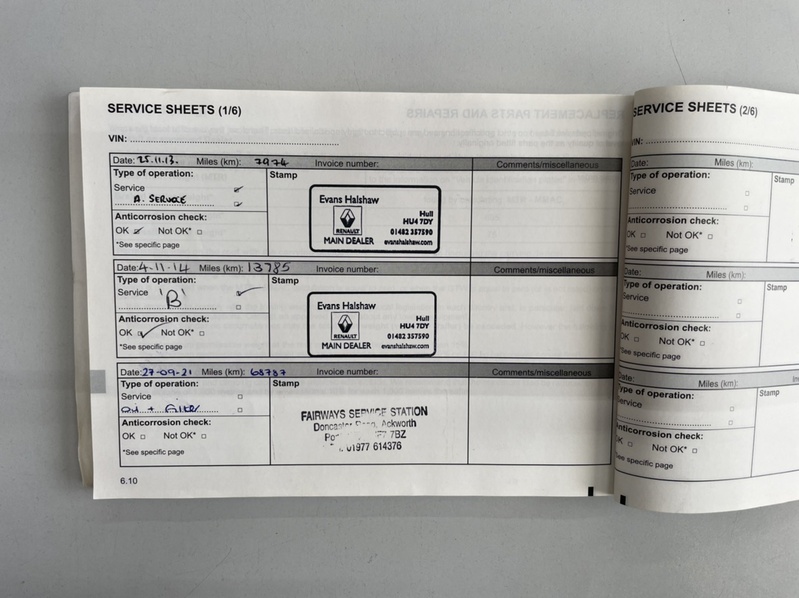 SERVICE SHEETS (1/6)
VIN:
Date: 25.11.13. Miles (km): 7974 Invoice number: Comments/miscellaneous
Type of operation: Stamp
Service
A. SERVICE
Anticorrosion check:
OK Not OK*
*See specific page
Evans Halshaw
RENAULT
MAIN DEALER
Hull
HU4 7DY
01482 357590
evanshalshaw.com
Date: 4-11-14 Miles (km): 13785 Invoice number: Comments/miscellaneous
Type of operation: Stamp
Service
'B'
Anticorrosion check:
OK Not OK*
*See specific page
Evans Halshaw
RENAULT
MAIN DEALER
Hull
HU4 7DY
01482 357590
evanshalshaw.com
Date: 27-09-21 Miles (km): 68787 Invoice number: Comments/miscellaneous
Type of operation: Stamp
Service
Oil + Filter
Anticorrosion check:
OK Not OK*
*See specific page
FAIRWAYS SERVICE STATION
Ackworth
7BZ
01977 614376
6.10
SERVICE SHEETS (2/6)
VIN:
Date: Miles (km):
Type of operation: Stamp
Service
Anticorrosion check:
OK Not OK*
*See specific page
Date: Miles (km):
Type of operation: Stamp
Service
Anticorrosion check:
OK Not OK*
*See specific page
Date: Miles (km):
Type of operation: Stamp
Service
Anticorrosion check:
OK Not OK*
*See specific page